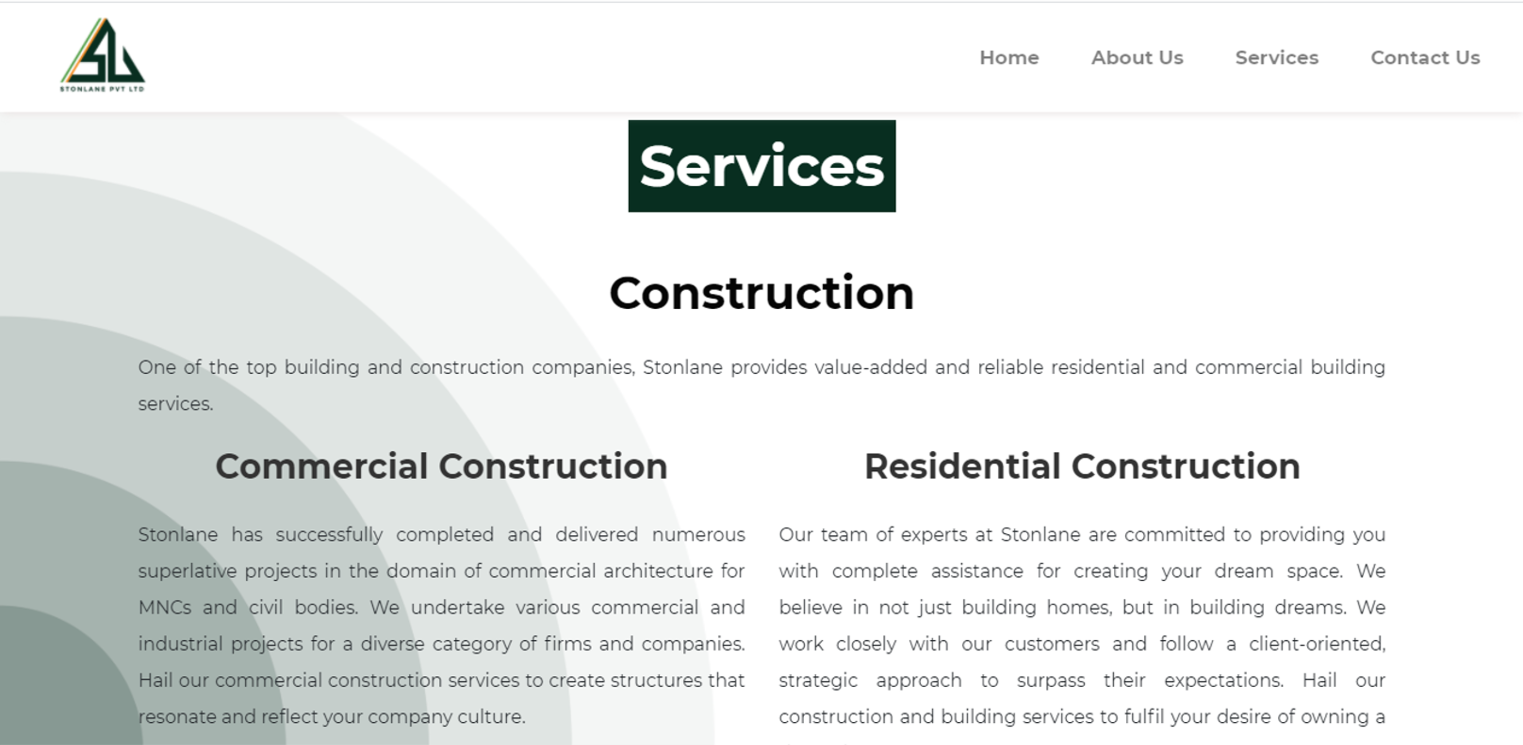 STONLANE PVT LTD
Home
About Us
Services
Contact Us
Services
Construction
One of the top building and construction companies, Stonlane provides value-added and reliable residential and commercial building
services.
Commercial Construction
Stonlane has successfully completed and delivered numerous
superlative projects in the domain of commercial architecture for
MNCs and civil bodies. We undertake various commercial and
industrial projects for a diverse category of firms and companies.
Hail our commercial construction services to create structures that
resonate and reflect your company culture.
Residential Construction
Our team of experts at Stonlane are committed to providing you
with complete assistance for creating your dream space. We
believe in not just building homes, but in building dreams. We
work closely with our customers and follow a client-oriented,
strategic approach to surpass their expectations. Hail our
construction and building services to fulfil your desire of owning a